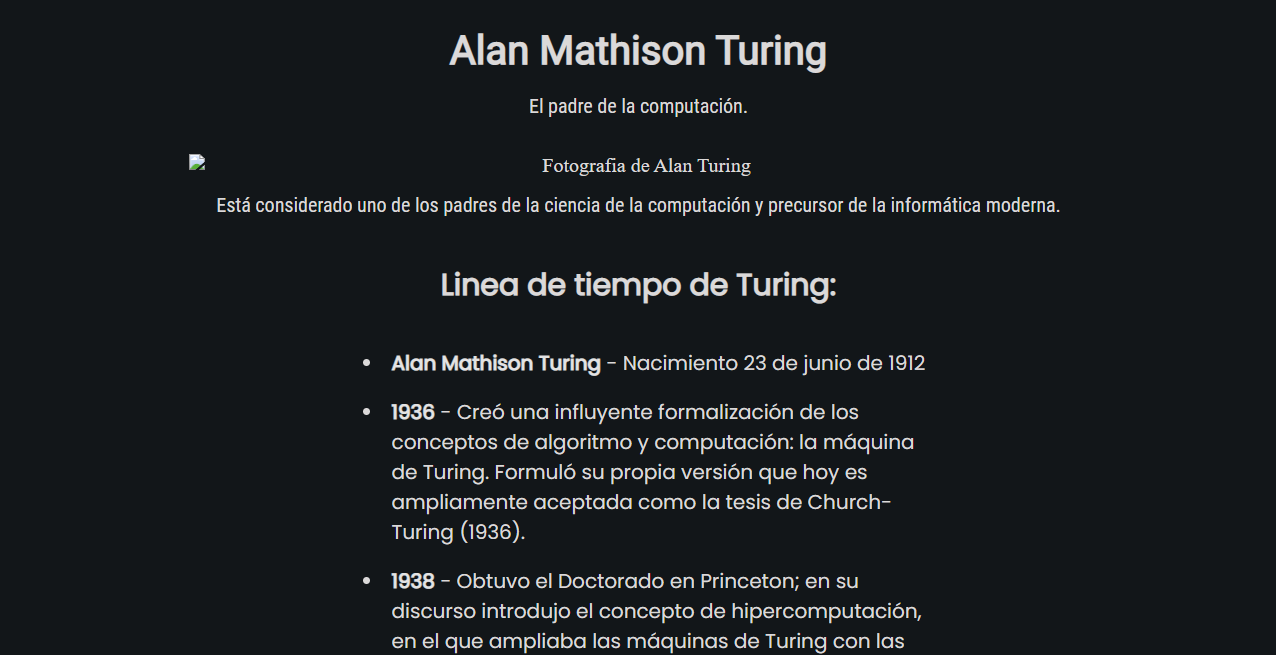 Alan Mathison Turing
El padre de la computación.
Fotografia de Alan Turing
Está considerado uno de los padres de la ciencia de la computación y precursor de la informática moderna.
Linea de tiempo de Turing:
• Alan Mathison Turing - Nacimiento 23 de junio de 1912
• 1936 - Creó una influyente formalización de los
conceptos de algoritmo y computación: la máquina
de Turing. Formuló su propia versión que hoy es
ampliamente aceptada como la tesis de Church-
Turing (1936).
• 1938 - Obtuvo el Doctorado en Princeton; en su
discurso introdujo el concepto de hipercomputación,
en el que ampliaba las máquinas de Turing con las